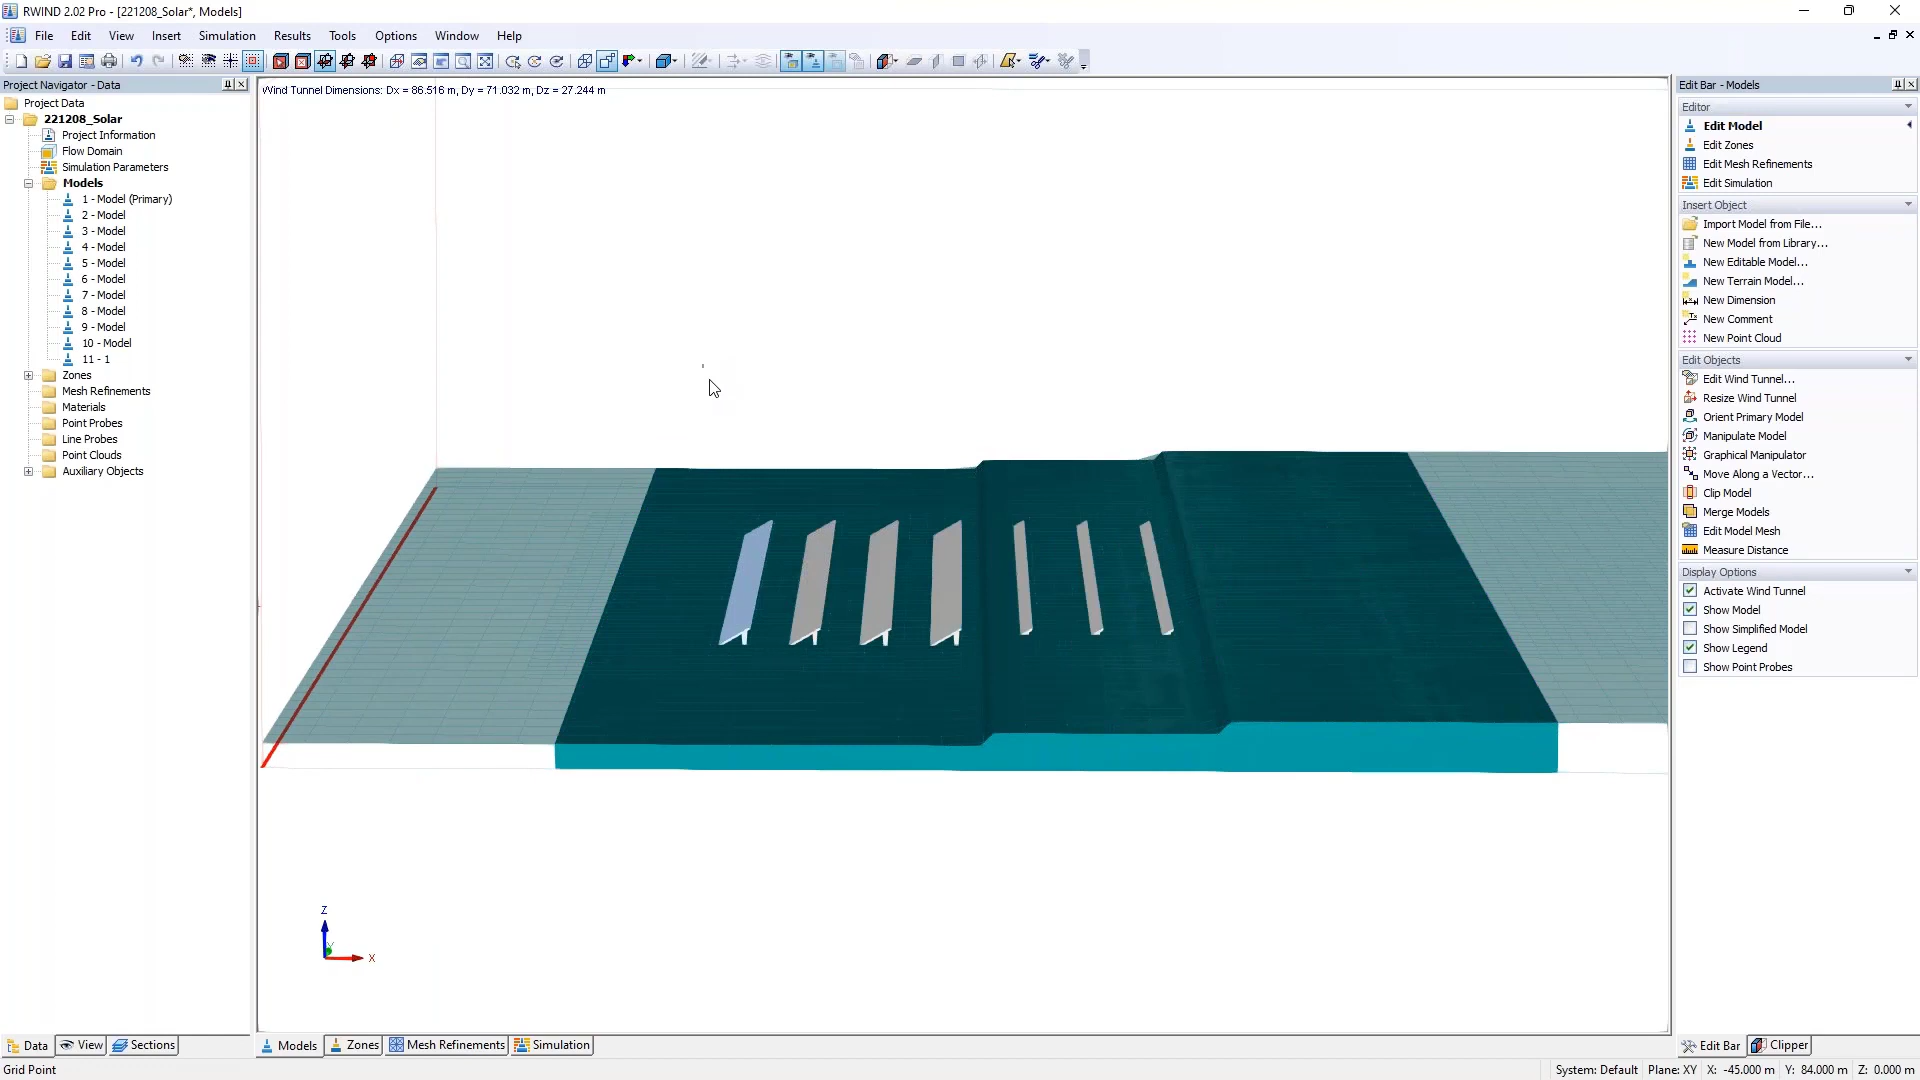 RWIND 2.02 Pro - [221208_Solar*, Models]
File Edit View Insert Simulation Results Tools Options Window Help
Project Navigator - Data
Project Data
221208_Solar
Project Information
Flow Domain
Simulation Parameters
Models
1 - Model (Primary)
2 - Model
3 - Model
4 - Model
5 - Model
6 - Model
7 - Model
8 - Model
9 - Model
10 - Model
11 - 1
Zones
Mesh Refinements
Materials
Point Probes
Line Probes
Point Clouds
Auxiliary Objects
Data View Sections
Wind Tunnel Dimensions: Dx = 86.516 m, Dy = 71.032 m, Dz = 27.244 m
Z
Y
X
Models Zones Mesh Refinements Simulation
Edit Bar - Models
Editor
Edit Model
Edit Zones
Edit Mesh Refinements
Edit Simulation
Insert Object
Import Model from File...
New Model from Library...
New Editable Model...
New Terrain Model...
New Dimension
New Comment
New Point Cloud
Edit Objects
Edit Wind Tunnel...
Resize Wind Tunnel
Orient Primary Model
Manipulate Model
Graphical Manipulator
Move Along a Vector...
Clip Model
Merge Models
Edit Model Mesh
Measure Distance
Display Options
Activate Wind Tunnel
Show Model
Show Simplified Model
Show Legend
Show Point Probes
Edit Bar Clipper
Grid Point
System: Default Plane: XY X: -45.000 m Y: 84.000 m Z: 0.000 m